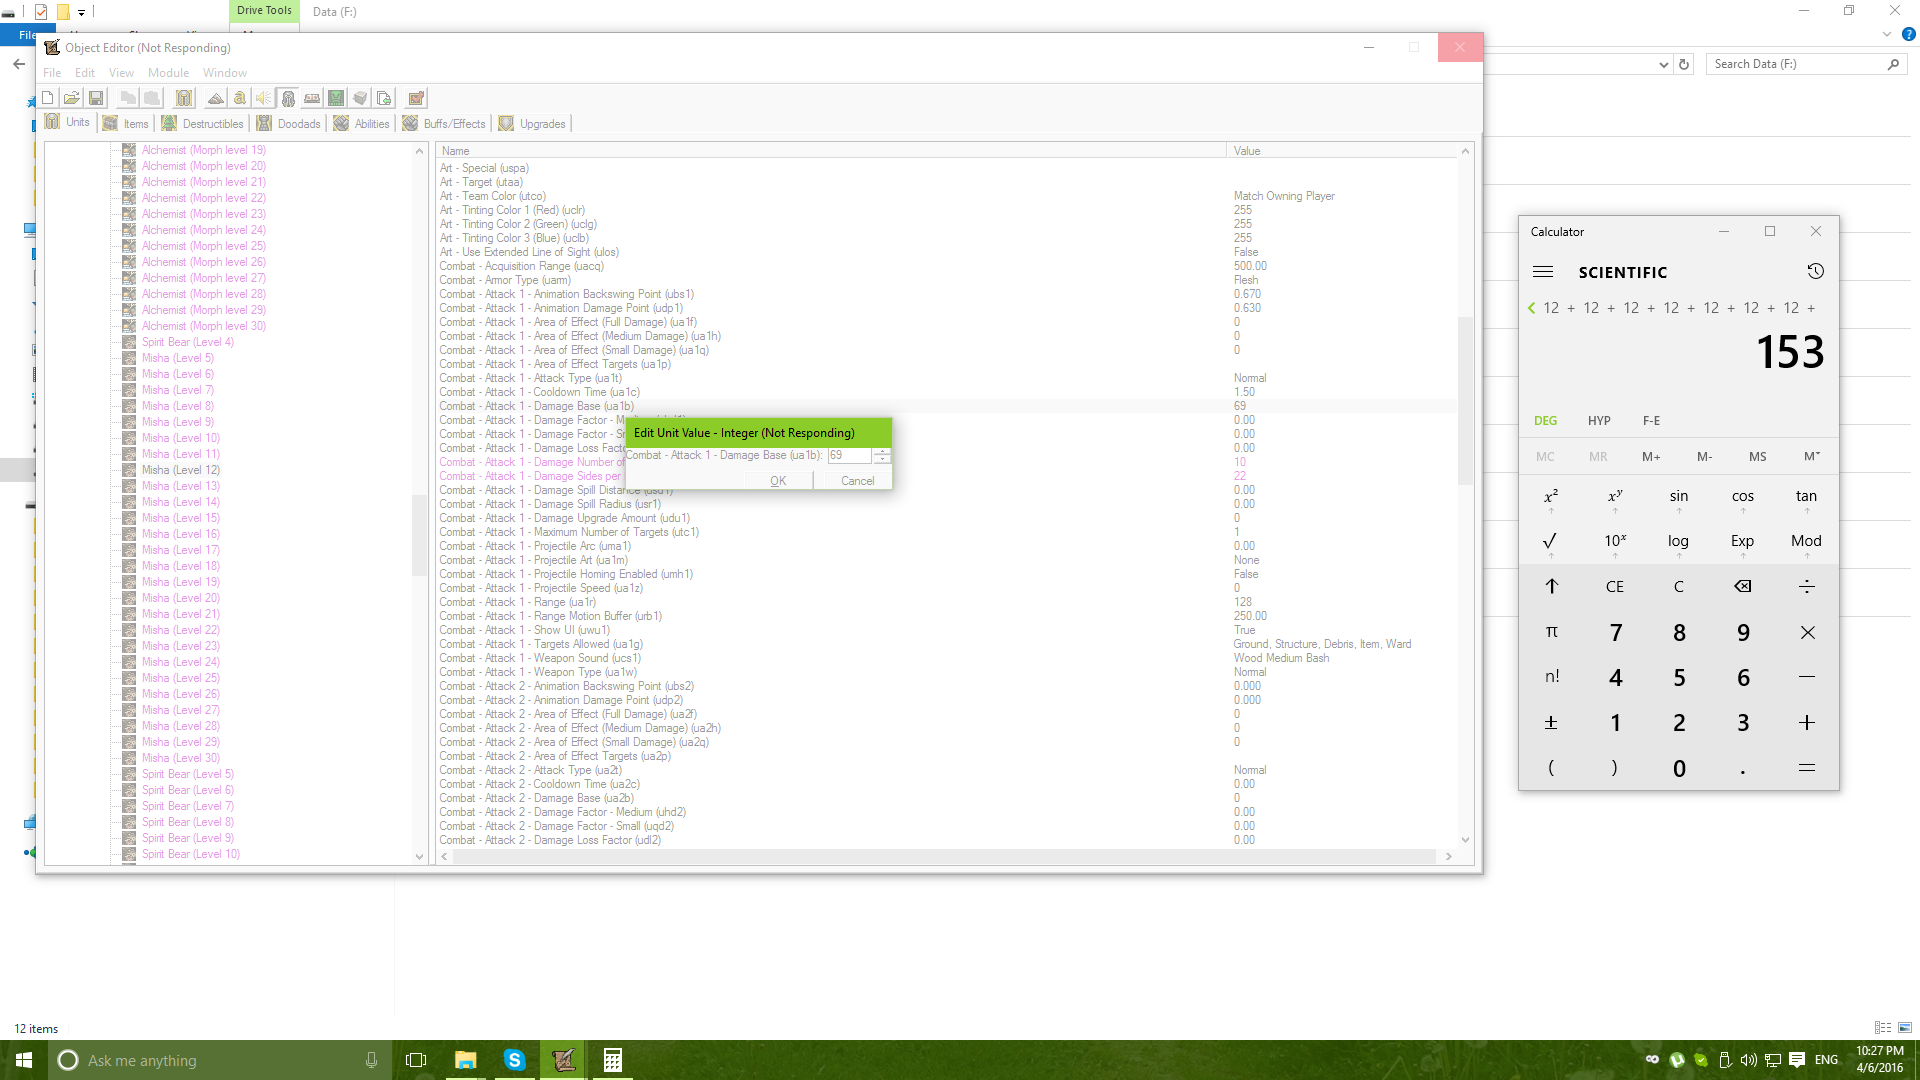 Drive Tools
Data (F:)
File
Object Editor (Not Responding)
File Edit View Module Window
Search Data (F:)
Units Items Destructibles Doodads Abilities Buffs/Effects Upgrades
Alchemist (Morph level 19)
Alchemist (Morph level 20)
Alchemist (Morph level 21)
Alchemist (Morph level 22)
Alchemist (Morph level 23)
Alchemist (Morph level 24)
Alchemist (Morph level 25)
Alchemist (Morph level 26)
Alchemist (Morph level 27)
Alchemist (Morph level 28)
Alchemist (Morph level 29)
Alchemist (Morph level 30)
Spirit Bear (Level 4)
Misha (Level 5)
Misha (Level 6)
Misha (Level 7)
Misha (Level 8)
Misha (Level 9)
Misha (Level 10)
Misha (Level 11)
Misha (Level 12)
Misha (Level 13)
Misha (Level 14)
Misha (Level 15)
Misha (Level 16)
Misha (Level 17)
Misha (Level 18)
Misha (Level 19)
Misha (Level 20)
Misha (Level 21)
Misha (Level 22)
Misha (Level 23)
Misha (Level 24)
Misha (Level 25)
Misha (Level 26)
Misha (Level 27)
Misha (Level 28)
Misha (Level 29)
Misha (Level 30)
Spirit Bear (Level 5)
Spirit Bear (Level 6)
Spirit Bear (Level 7)
Spirit Bear (Level 8)
Spirit Bear (Level 9)
Spirit Bear (Level 10)
Name Value
Art - Special (uspa)
Art - Target (utaa)
Art - Team Color (utco) Match Owning Player
Art - Tinting Color 1 (Red) (uclr) 255
Art - Tinting Color 2 (Green) (uclg) 255
Art - Tinting Color 3 (Blue) (uclb) 255
Art - Use Extended Line of Sight (ulos) False
Combat - Acquisition Range (uacq) 500.00
Combat - Armor Type (uarm) Flesh
Combat - Attack 1 - Animation Backswing Point (ubs1) 0.670
Combat - Attack 1 - Animation Damage Point (udp1) 0.630
Combat - Attack 1 - Area of Effect (Full Damage) (ua1f) 0
Combat - Attack 1 - Area of Effect (Medium Damage) (ua1h) 0
Combat - Attack 1 - Area of Effect (Small Damage) (ua1q) 0
Combat - Attack 1 - Area of Effect Targets (ua1p)
Combat - Attack 1 - Attack Type (ua1t) Normal
Combat - Attack 1 - Cooldown Time (ua1c) 1.50
Combat - Attack 1 - Damage Base (ua1b) 69
Combat - Attack 1 - Damage Factor - 0.00
Combat - Attack 1 - Damage Factor - 0.00
Combat - Attack 1 - Damage Loss 0.00
Combat - Attack 1 - Damage Number of 10
Combat - Attack 1 - Damage Sides per 22
Combat - Attack 1 - Damage Spill Distance (usd1) 0.00
Combat - Attack 1 - Damage Spill Radius (usr1) 0.00
Combat - Attack 1 - Damage Upgrade Amount (udu1) 0
Combat - Attack 1 - Maximum Number of Targets (utc1) 1
Combat - Attack 1 - Projectile Arc (uma1) 0.00
Combat - Attack 1 - Projectile Art (ua1m) None
Combat - Attack 1 - Projectile Homing Enabled (umh1) False
Combat - Attack 1 - Projectile Speed (ua1z) 0
Combat - Attack 1 - Range (ua1r) 128
Combat - Attack 1 - Range Motion Buffer (urb1) 250.00
Combat - Attack 1 - Show UI (uwu1) True
Combat - Attack 1 - Targets Allowed (ua1g) Ground, Structure, Debris, Item, Ward
Combat - Attack 1 - Weapon Sound (ucs1) Wood Medium Bash
Combat - Attack 1 - Weapon Type (ua1w) Normal
Combat - Attack 2 - Animation Backswing Point (ubs2) 0.000
Combat - Attack 2 - Animation Damage Point (udp2) 0.000
Combat - Attack 2 - Area of Effect (Full Damage) (ua2f) 0
Combat - Attack 2 - Area of Effect (Medium Damage) (ua2h) 0
Combat - Attack 2 - Area of Effect (Small Damage) (ua2q) 0
Combat - Attack 2 - Area of Effect Targets (ua2p)
Combat - Attack 2 - Attack Type (ua2t) Normal
Combat - Attack 2 - Cooldown Time (ua2c) 0.00
Combat - Attack 2 - Damage Base (ua2b) 0
Combat - Attack 2 - Damage Factor - Medium (uhd2) 0.00
Combat - Attack 2 - Damage Factor - Small (uqd2) 0.00
Combat - Attack 2 - Damage Loss Factor (udl2) 0.00
Edit Unit Value - Integer (Not Responding)
Combat - Attack 1 - Damage Base (ua1b): 69
OK Cancel
Calculator
SCIENTIFIC
12 + 12 + 12 + 12 + 12 + 12 + 12 +
153
DEG HYP F-E
MC MR M+ M- MS M˅
x² xʸ sin cos tan
√ 10ˣ log Exp Mod
↑ CE C ⌫ ÷
π 7 8 9 ×
n! 4 5 6 −
± 1 2 3 +
( ) 0 . =
12 items
Ask me anything
ENG
10:27 PM
4/6/2016